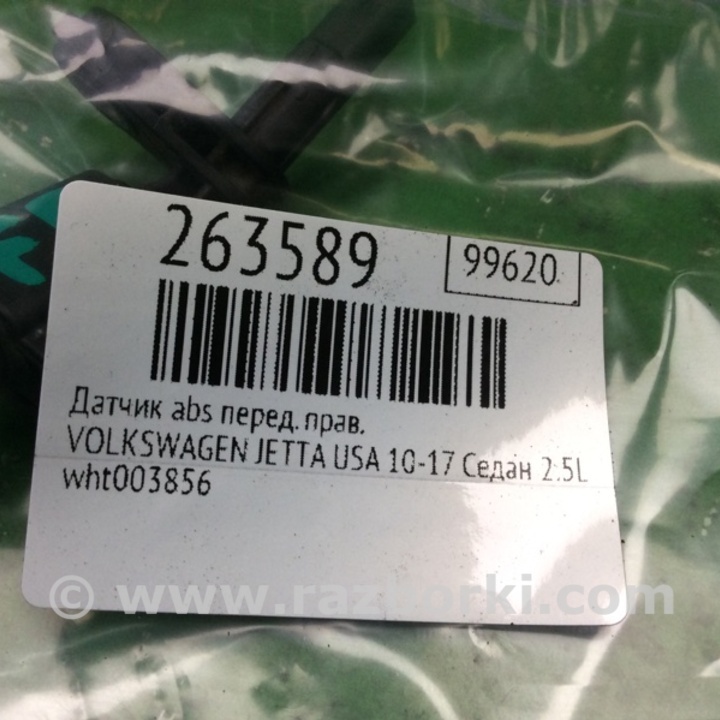 263589
99620
Датчик abs перед. прав.
VOLKSWAGEN JETTA USA 10-17 Седан 2.5L
wht003856
© www.razborki.com